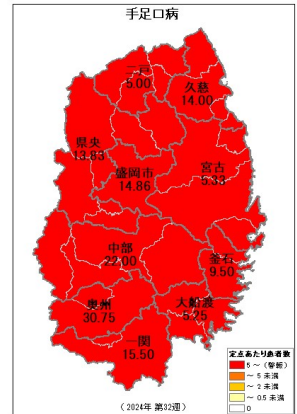 手足口病
二戸
5.00
久慈
14.00
県央
13.83
盛岡市
14.86
宮古
5.33
中部
22.00
釜石
9.50
奥州
30.75
大船渡
5.25
一関
15.50
定点あたり患者数
5 ～ (警報)
～ 5 未満
～ 2 未満
～ 0.5 未満
0
(2024年 第32週)